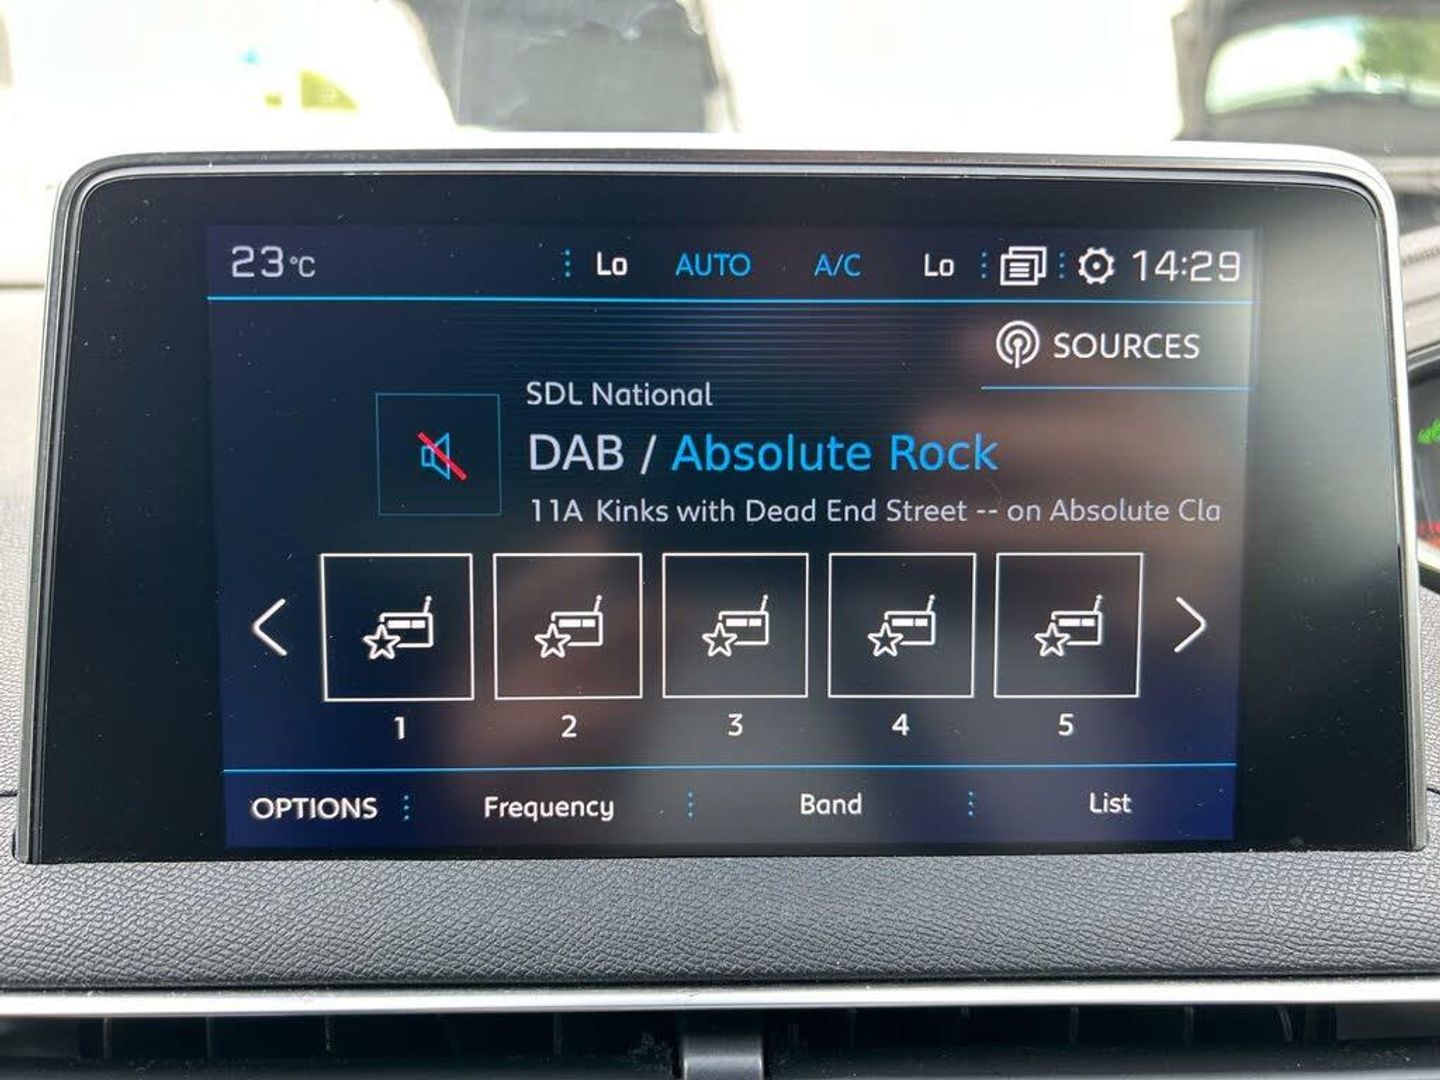 23°C Lo AUTO A/C Lo 14:29
SOURCES
SDL National
DAB / Absolute Rock
11A Kinks with Dead End Street -- on Absolute Cla
1 2 3 4 5
OPTIONS Frequency Band List